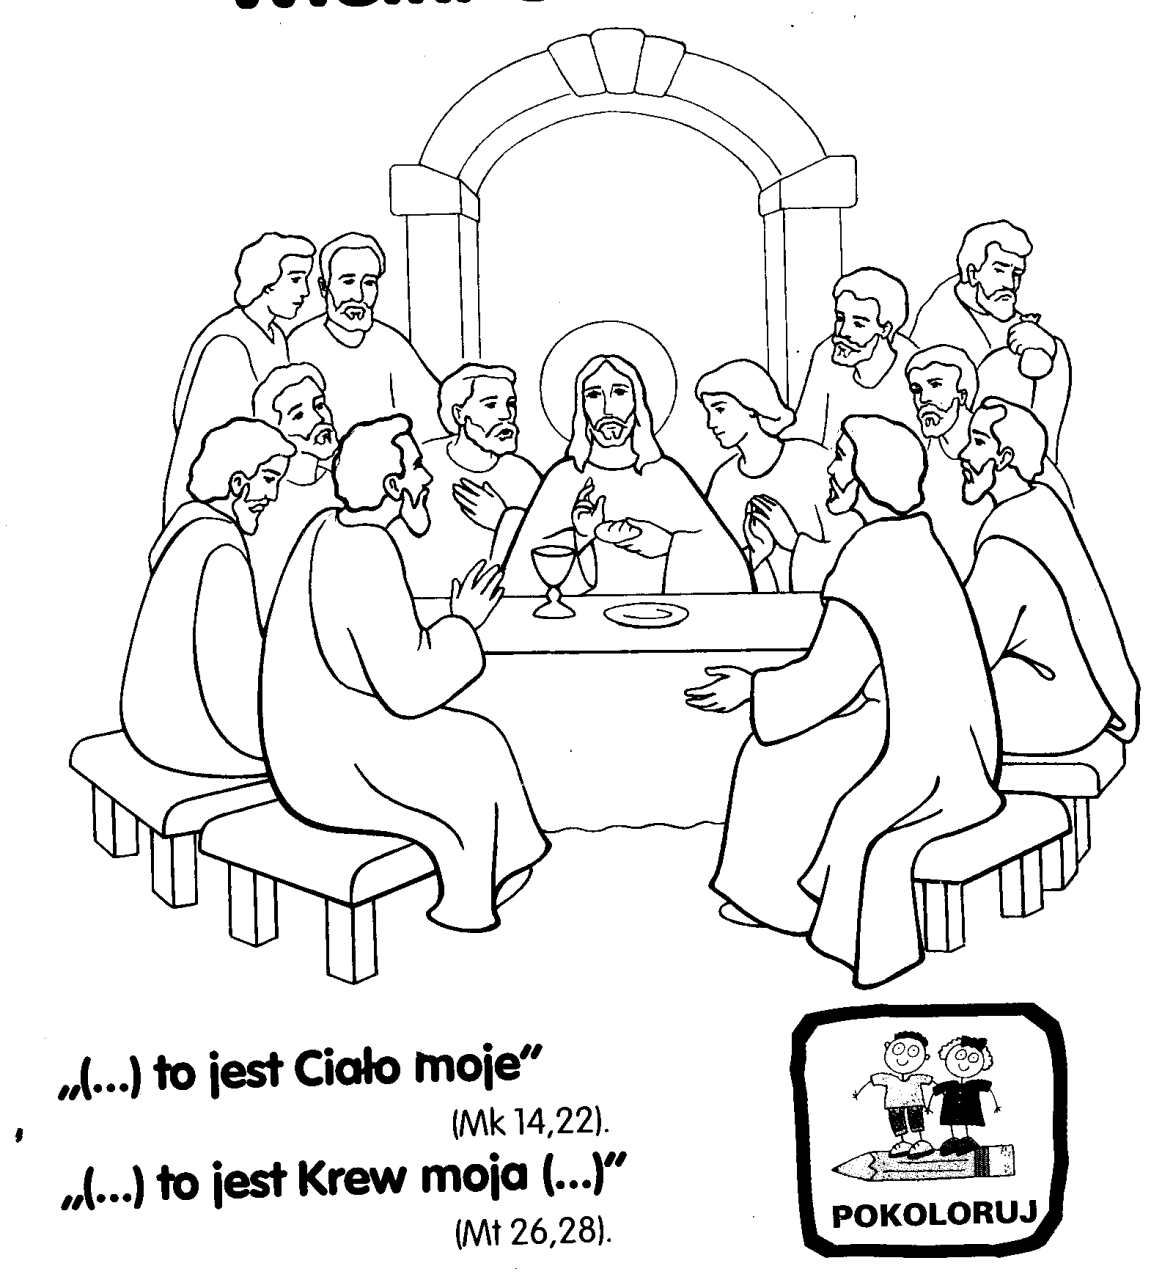 „(...) to jest Ciało moje”
(Mk 14,22).
„(...) to jest Krew moja (...)”
(Mt 26,28).
POKOLORUJ